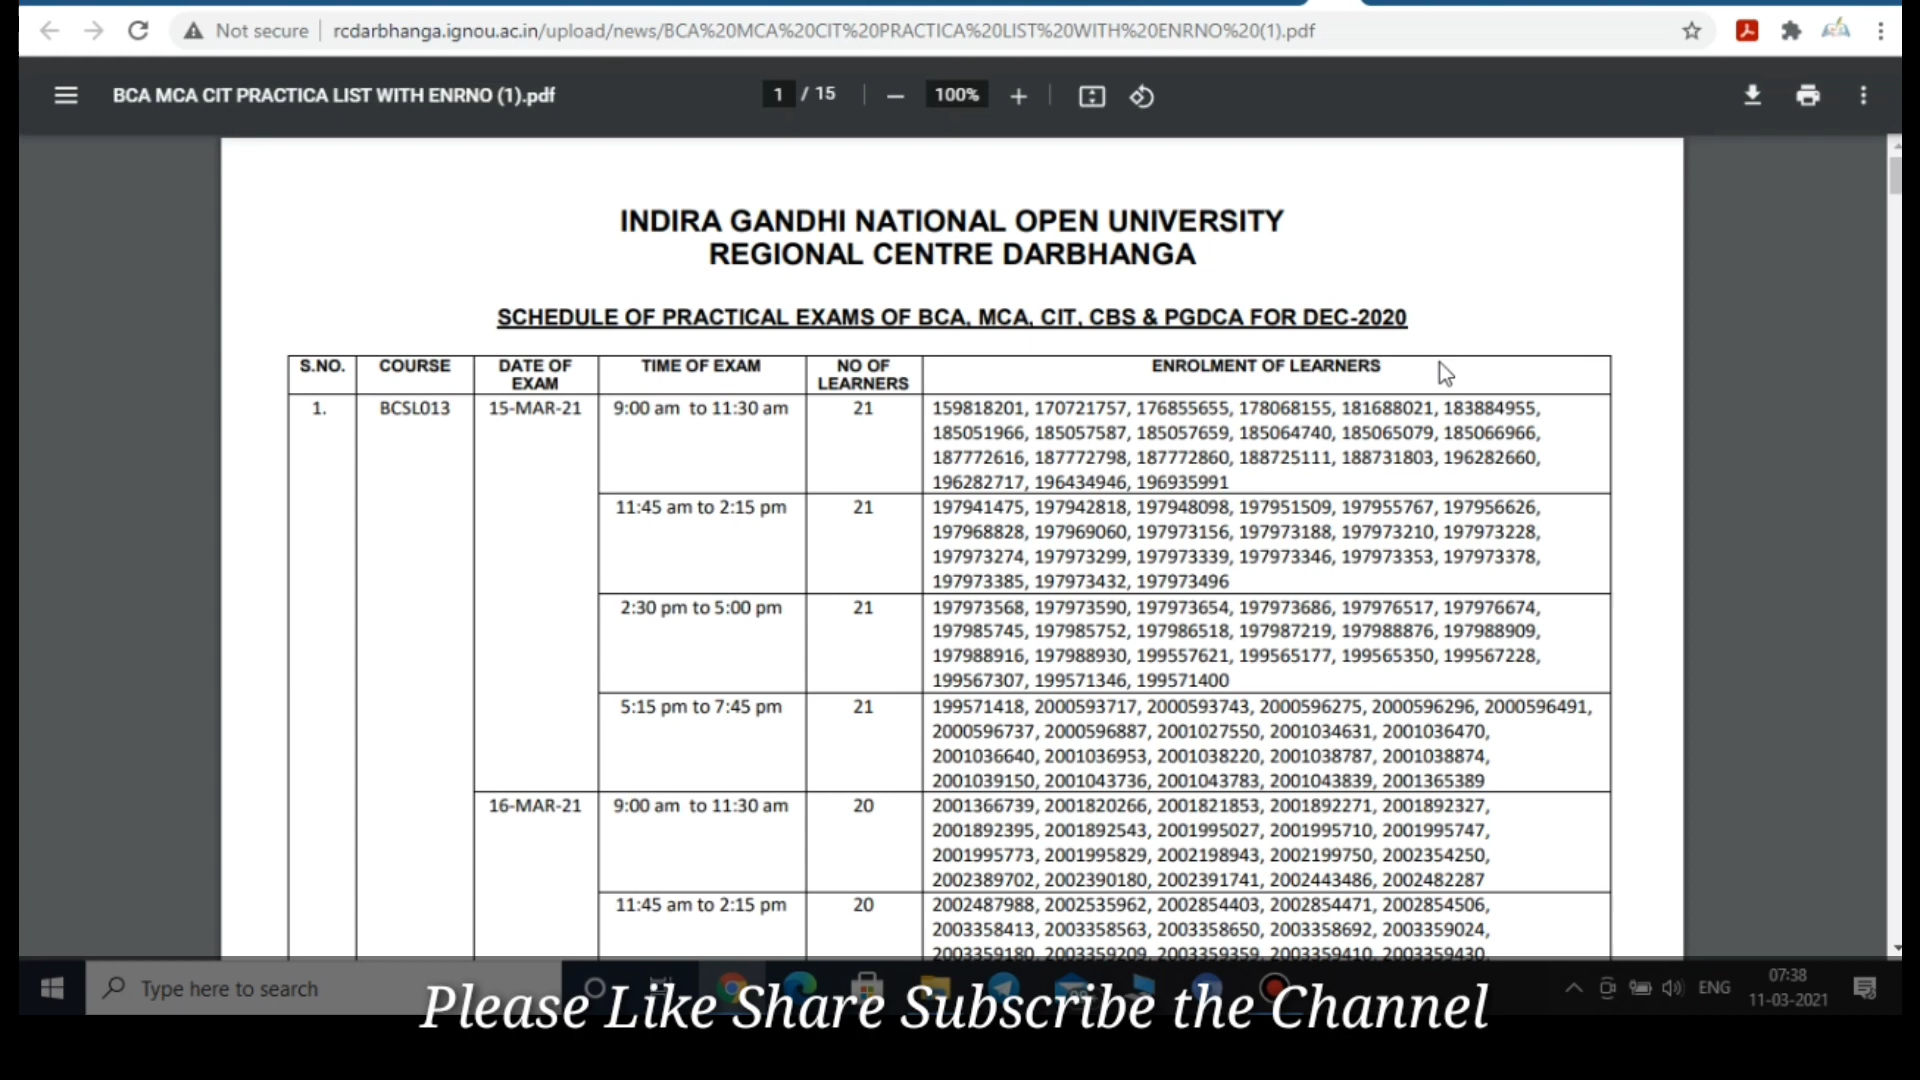 Not secure | rcdarbhanga.ignou.ac.in/upload/news/BCA%20MCA%20CIT%20PRACTICA%20LIST%20WITH%20ENRNO%20(1).pdf
BCA MCA CIT PRACTICA LIST WITH ENRNO (1).pdf 1 / 15 − 100% +
INDIRA GANDHI NATIONAL OPEN UNIVERSITY
REGIONAL CENTRE DARBHANGA
SCHEDULE OF PRACTICAL EXAMS OF BCA, MCA, CIT, CBS & PGDCA FOR DEC-2020
S.NO. COURSE DATE OF EXAM TIME OF EXAM NO OF LEARNERS ENROLMENT OF LEARNERS
1. BCSL013 15-MAR-21 9:00 am to 11:30 am 21 159818201, 170721757, 176855655, 178068155, 181688021, 183884955,
185051966, 185057587, 185057659, 185064740, 185065079, 185066966,
187772616, 187772798, 187772860, 188725111, 188731803, 196282660,
196282717, 196434946, 196935991
11:45 am to 2:15 pm 21 197941475, 197942818, 197948098, 197951509, 197955767, 197956626,
197968828, 197969060, 197973156, 197973188, 197973210, 197973228,
197973274, 197973299, 197973339, 197973346, 197973353, 197973378,
197973385, 197973432, 197973496
2:30 pm to 5:00 pm 21 197973568, 197973590, 197973654, 197973686, 197976517, 197976674,
197985745, 197985752, 197986518, 197987219, 197988876, 197988909,
197988916, 197988930, 199557621, 199565177, 199565350, 199567228,
199567307, 199571346, 199571400
5:15 pm to 7:45 pm 21 199571418, 2000593717, 2000593743, 2000596275, 2000596296, 2000596491,
2000596737, 2000596887, 2001027550, 2001034631, 2001036470,
2001036640, 2001036953, 2001038220, 2001038787, 2001038874,
2001039150, 2001043736, 2001043783, 2001043839, 2001365389
16-MAR-21 9:00 am to 11:30 am 20 2001366739, 2001820266, 2001821853, 2001892271, 2001892327,
2001892395, 2001892543, 2001995027, 2001995710, 2001995747,
2001995773, 2001995829, 2002198943, 2002199750, 2002354250,
2002389702, 2002390180, 2002391741, 2002443486, 2002482287
11:45 am to 2:15 pm 20 2002487988, 2002535962, 2002854403, 2002854471, 2002854506,
2003358413, 2003358563, 2003358650, 2003358692, 2003359024,
2003359180, 2003359209, 2003359359, 2003359410, 2003359430,
Type here to search ENG 07:38
11-03-2021
Please Like Share Subscribe the Channel